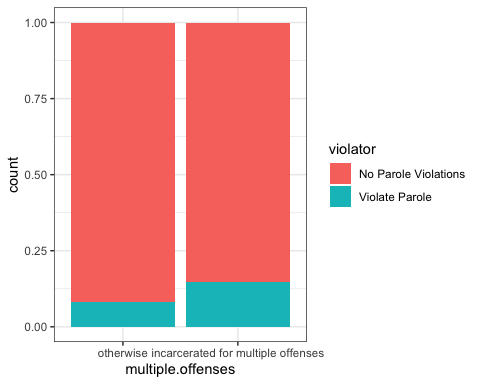 1.00
0.75
0.50
0.25
0.00
count
otherwise incarcerated for multiple offenses
multiple.offenses
violator
No Parole Violations
Violate Parole